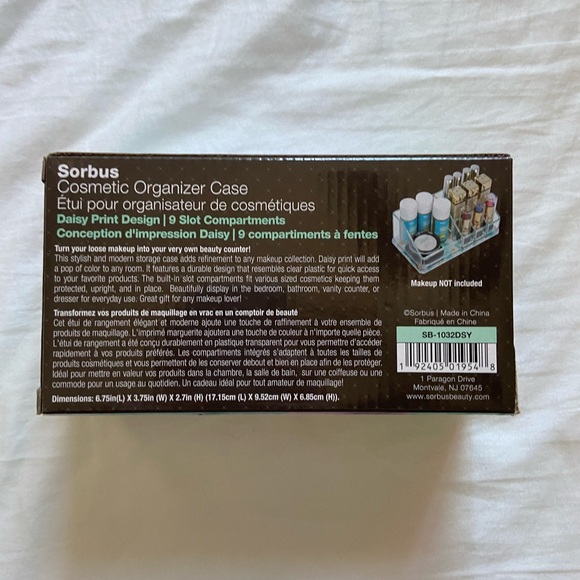 Sorbus
Cosmetic Organizer Case
Étui pour organisateur de cosmétiques
Daisy Print Design | 9 Slot Compartments
Conception d'impression Daisy | 9 compartiments à fentes
Turn your loose makeup into your very own beauty counter!
This stylish and modern storage case adds refinement to any makeup collection. Daisy print will add
a pop of color to any room. It features a durable design that resembles clear plastic for quick access
to your favorite products. The built-in slot compartments fit various sized cosmetics keeping them
protected, upright, and in place. Beautifully display in the bedroom, bathroom, vanity counter, or
dresser for everyday use. Great gift for any makeup lover!
Transformez vos produits de maquillage en vrac en un comptoir de beauté
Cet étui de rangement élégant et moderne ajoute une touche de raffinement à votre ensemble de
produits de maquillage. L'imprimé marguerite ajoutera une touche de couleur à n'importe quelle pièce.
L'étui de rangement a été conçu durablement en plastique transparent pour vous permettre d'accéder
rapidement à vos produits préférés. Les compartiments intégrés s'adaptent à toutes les tailles de
produits cosmétiques et vous permettent de les conserver debout et bien en place afin de les protéger.
Idéal pour mettre en valeur vos produits dans la chambre, la salle de bain, sur une coiffeuse ou une
commode pour un usage au quotidien. Un cadeau idéal pour tout amateur de maquillage!
Dimensions: 6.75in(L) X 3.75in (W) X 2.7in (H) (17.15cm (L) X 9.52cm (W) X 6.85cm (H)).
Makeup NOT included
©Sorbus | Made in China
Fabriqué en Chine
SB-1032DSY
1 92405 01954 8
1 Paragon Drive
Montvale, NJ 07645
www.sorbusbeauty.com